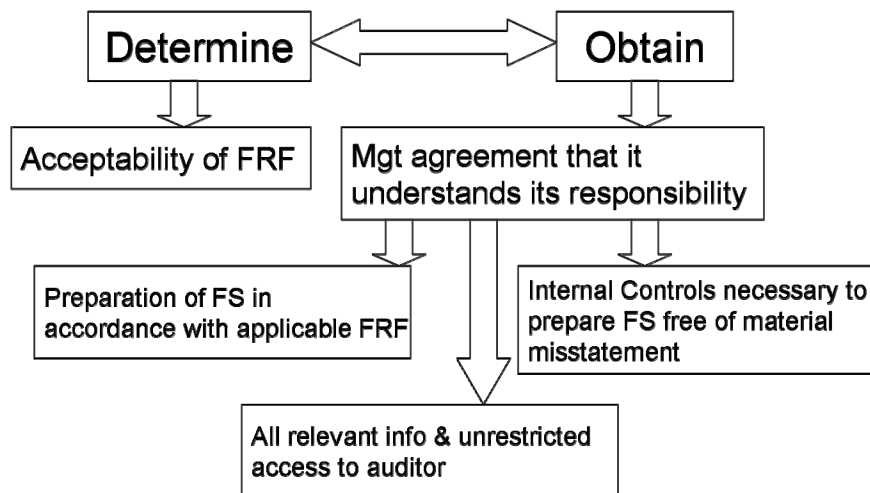 Determine
Obtain
Acceptability of FRF
Mgt agreement that it
understands its responsibility
Preparation of FS in
accordance with applicable FRF
Internal Controls necessary to
prepare FS free of material
misstatement
All relevant info & unrestricted
access to auditor